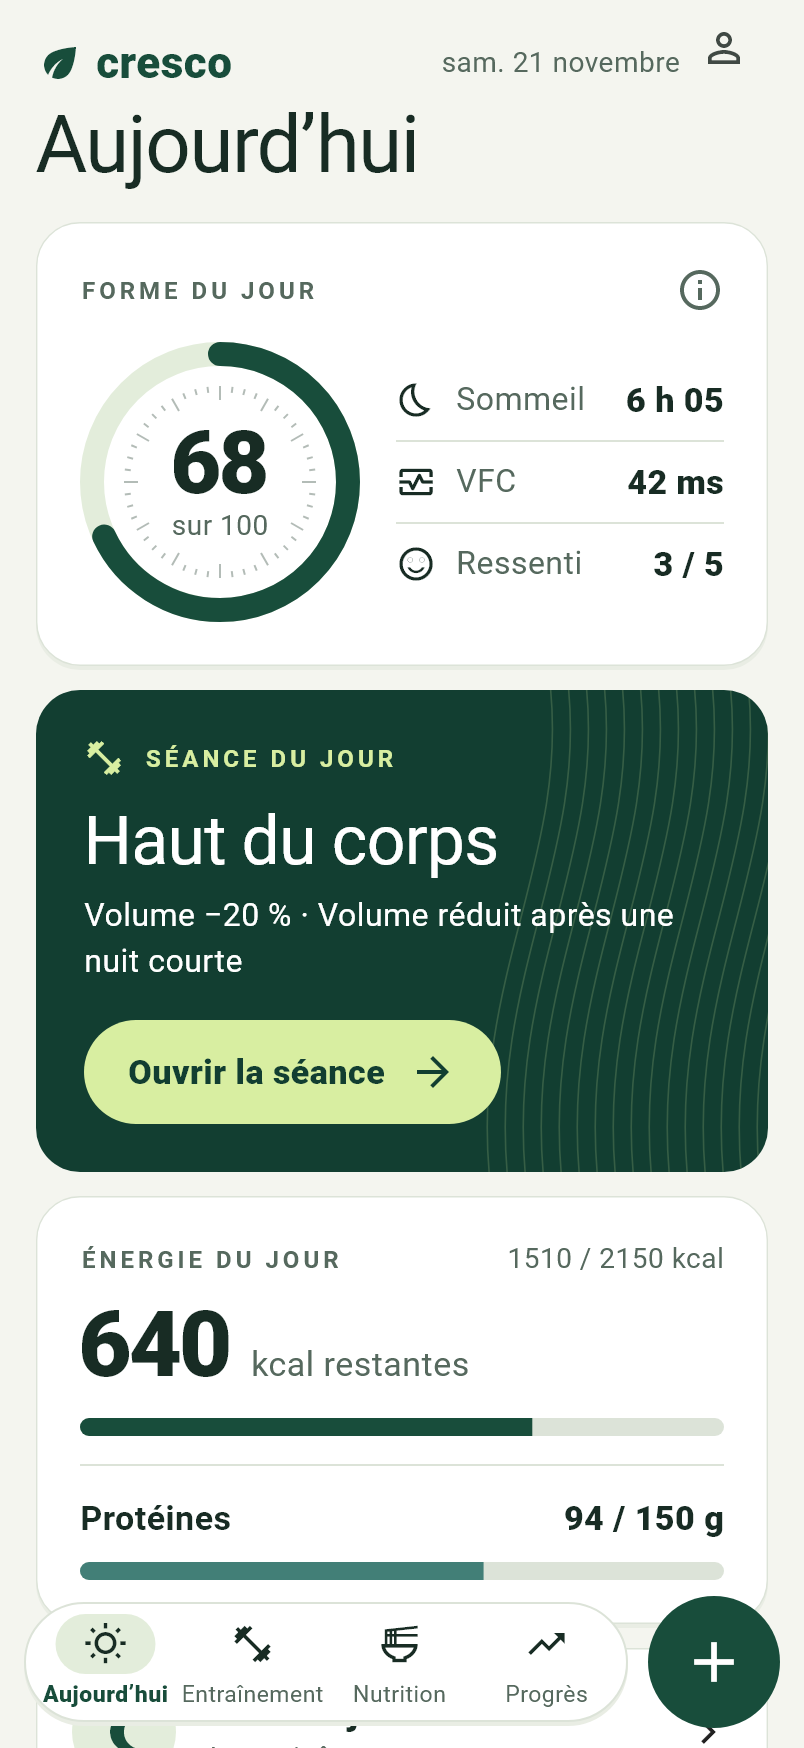 cresco
sam. 21 novembre
Aujourd’hui
FORME DU JOUR
68
sur 100
Sommeil 6 h 05
VFC 42 ms
Ressenti 3 / 5
SÉANCE DU JOUR
Haut du corps
Volume −20 % · Volume réduit après une
nuit courte
Ouvrir la séance
ÉNERGIE DU JOUR 1510 / 2150 kcal
640 kcal restantes
Protéines 94 / 150 g
Aujourd’hui Entraînement Nutrition Progrès